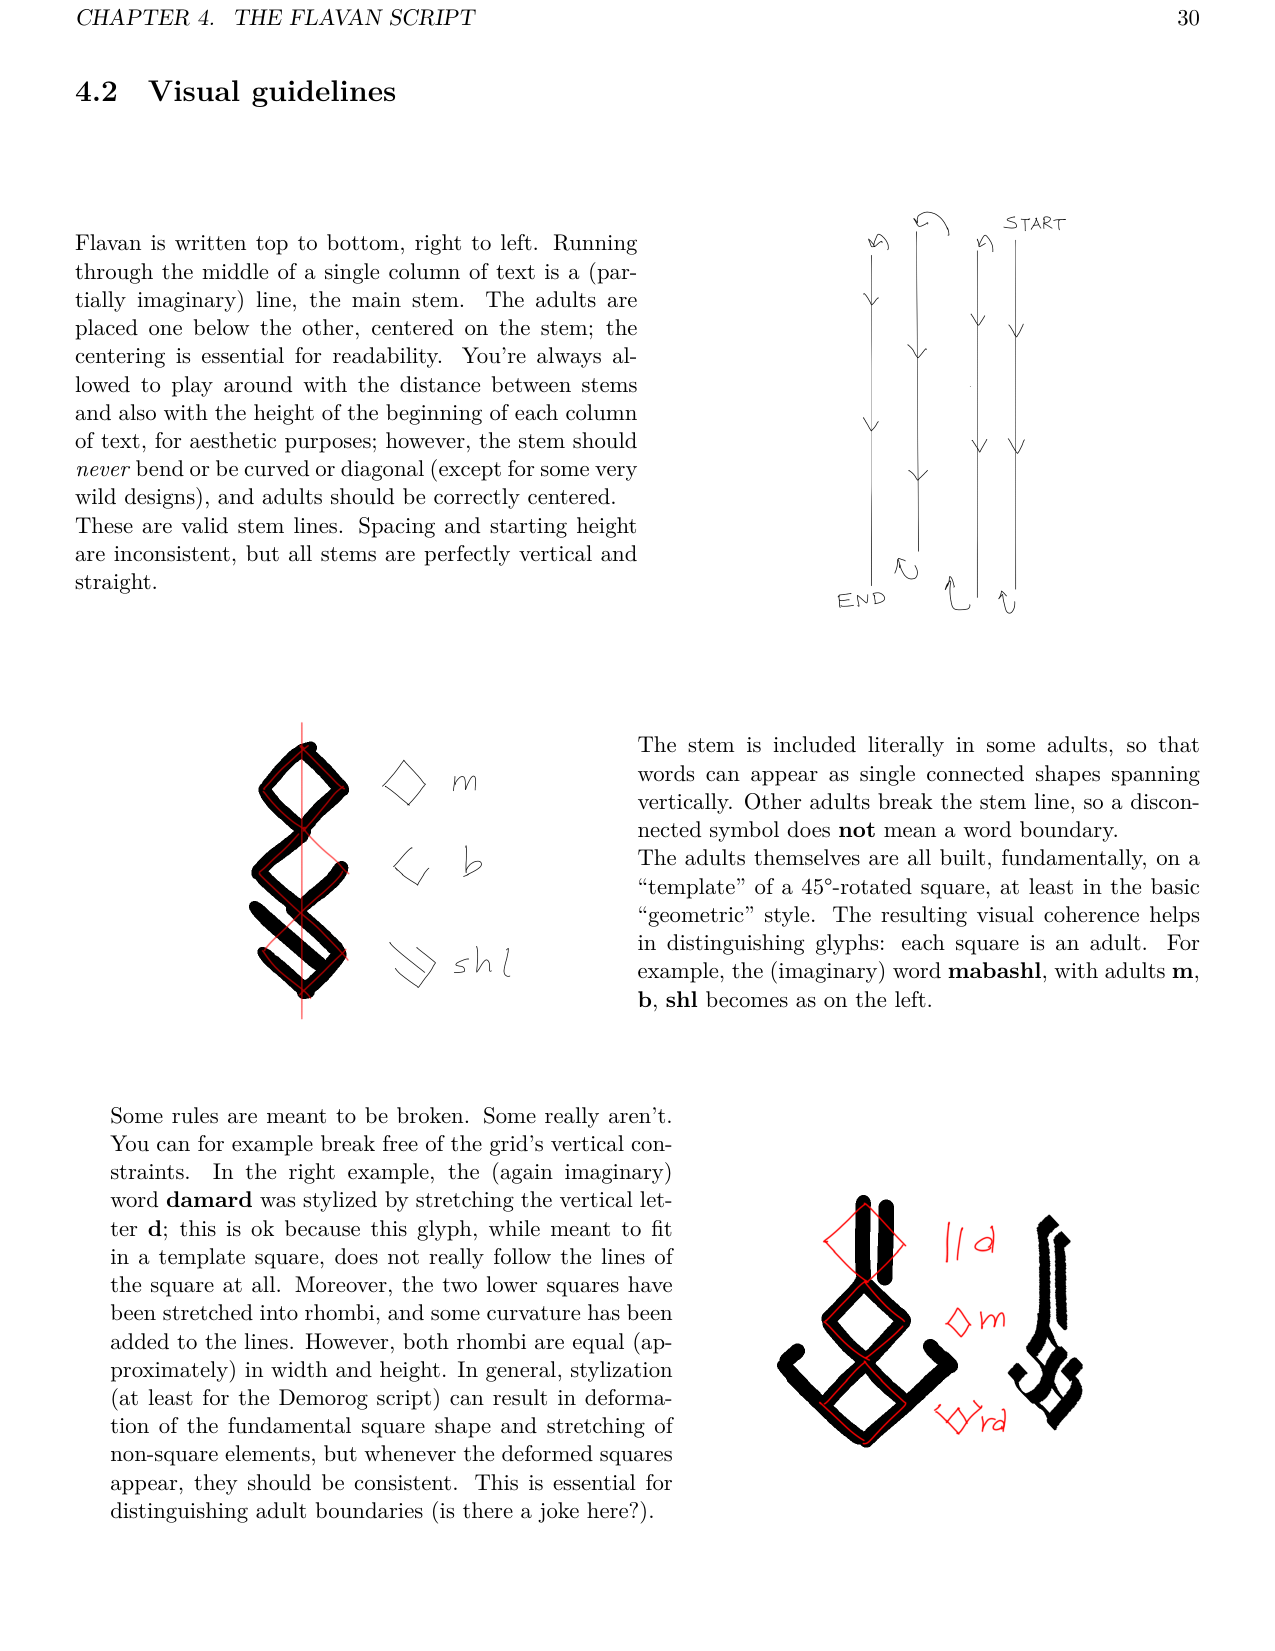 CHAPTER 4. THE FLAVAN SCRIPT 30
4.2 Visual guidelines
Flavan is written top to bottom, right to left. Running
through the middle of a single column of text is a (par-
tially imaginary) line, the main stem. The adults are
placed one below the other, centered on the stem; the
centering is essential for readability. You're always al-
lowed to play around with the distance between stems
and also with the height of the beginning of each column
of text, for aesthetic purposes; however, the stem should
never bend or be curved or diagonal (except for some very
wild designs), and adults should be correctly centered.
These are valid stem lines. Spacing and starting height
are inconsistent, but all stems are perfectly vertical and
straight.
START
END
m
b
shl
The stem is included literally in some adults, so that
words can appear as single connected shapes spanning
vertically. Other adults break the stem line, so a discon-
nected symbol does not mean a word boundary.
The adults themselves are all built, fundamentally, on a
“template” of a 45°-rotated square, at least in the basic
“geometric” style. The resulting visual coherence helps
in distinguishing glyphs: each square is an adult. For
example, the (imaginary) word mabashl, with adults m,
b, shl becomes as on the left.
Some rules are meant to be broken. Some really aren't.
You can for example break free of the grid's vertical con-
straints. In the right example, the (again imaginary)
word damard was stylized by stretching the vertical let-
ter d; this is ok because this glyph, while meant to fit
in a template square, does not really follow the lines of
the square at all. Moreover, the two lower squares have
been stretched into rhombi, and some curvature has been
added to the lines. However, both rhombi are equal (ap-
proximately) in width and height. In general, stylization
(at least for the Demorog script) can result in deforma-
tion of the fundamental square shape and stretching of
non-square elements, but whenever the deformed squares
appear, they should be consistent. This is essential for
distinguishing adult boundaries (is there a joke here?).
d
m
rd